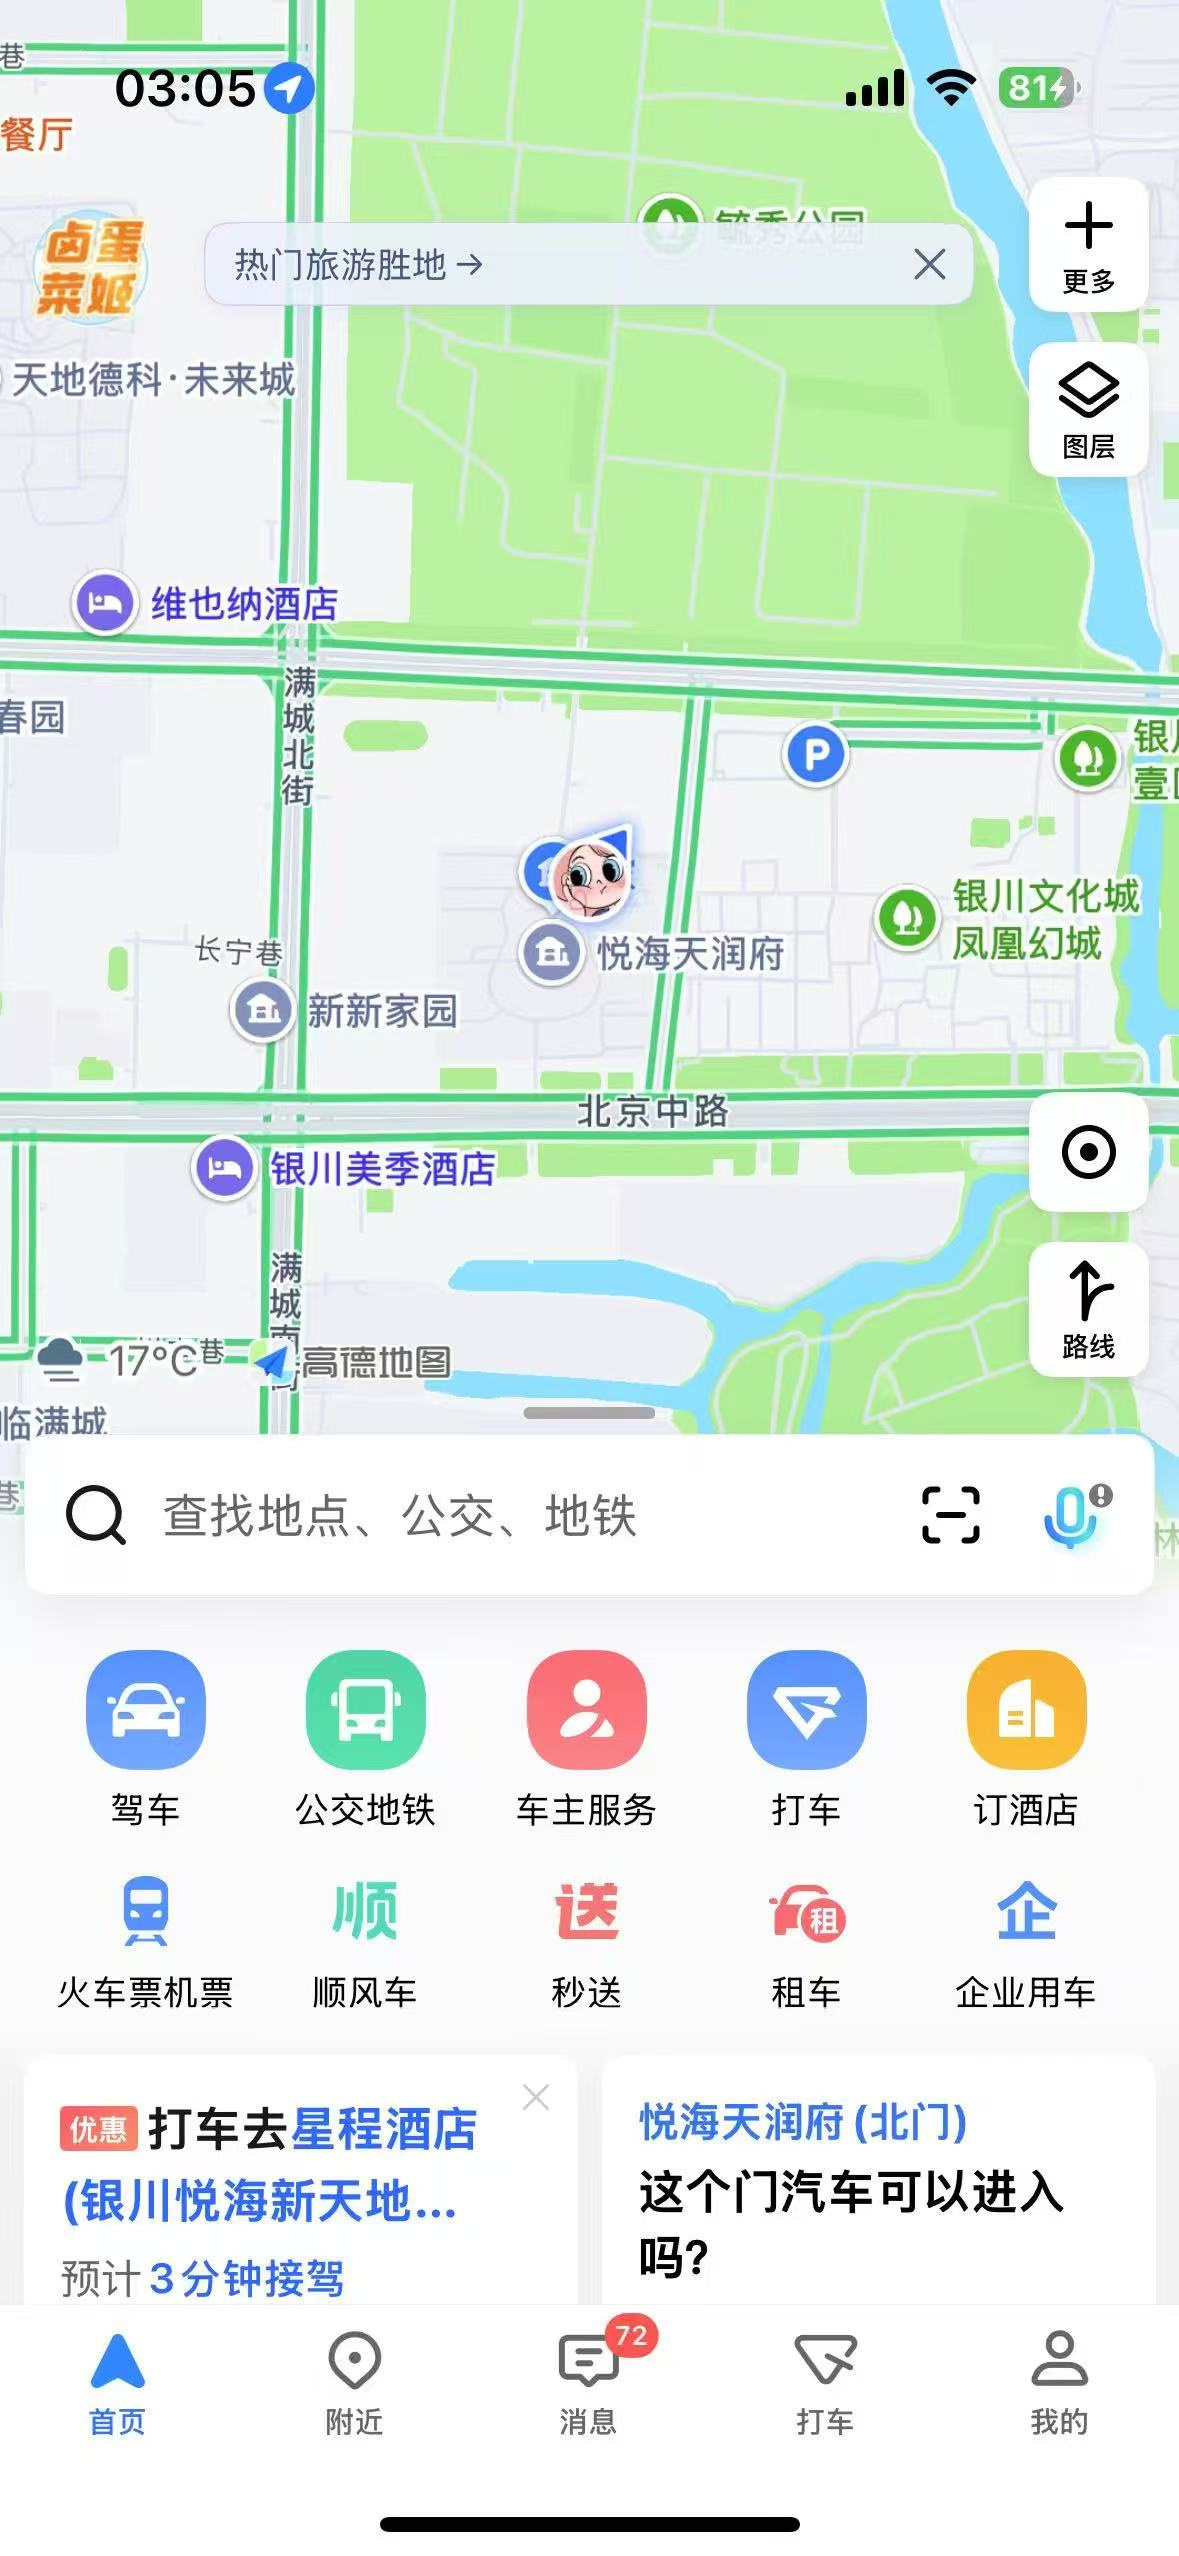 巷
03:05
81
餐厅
卤蛋
菜姬
毓秀公园
热门旅游胜地→
更多
天地德科·未来城
图层
维也纳酒店
满城北街
春园
P
银川
壹
银川文化城
凤凰幻城
长宁巷
悦海天润府
新新家园
北京中路
银川美季酒店
满城南街
路线
17°C
巷
高德地图
临满城
巷
林
查找地点、公交、地铁
驾车
公交地铁
车主服务
打车
订酒店
顺
送
租
企
火车票机票
顺风车
秒送
租车
企业用车
优惠 打车去星程酒店
(银川悦海新天地...
预计3分钟接驾
悦海天润府(北门)
这个门汽车可以进入
吗?
72
首页
附近
消息
打车
我的